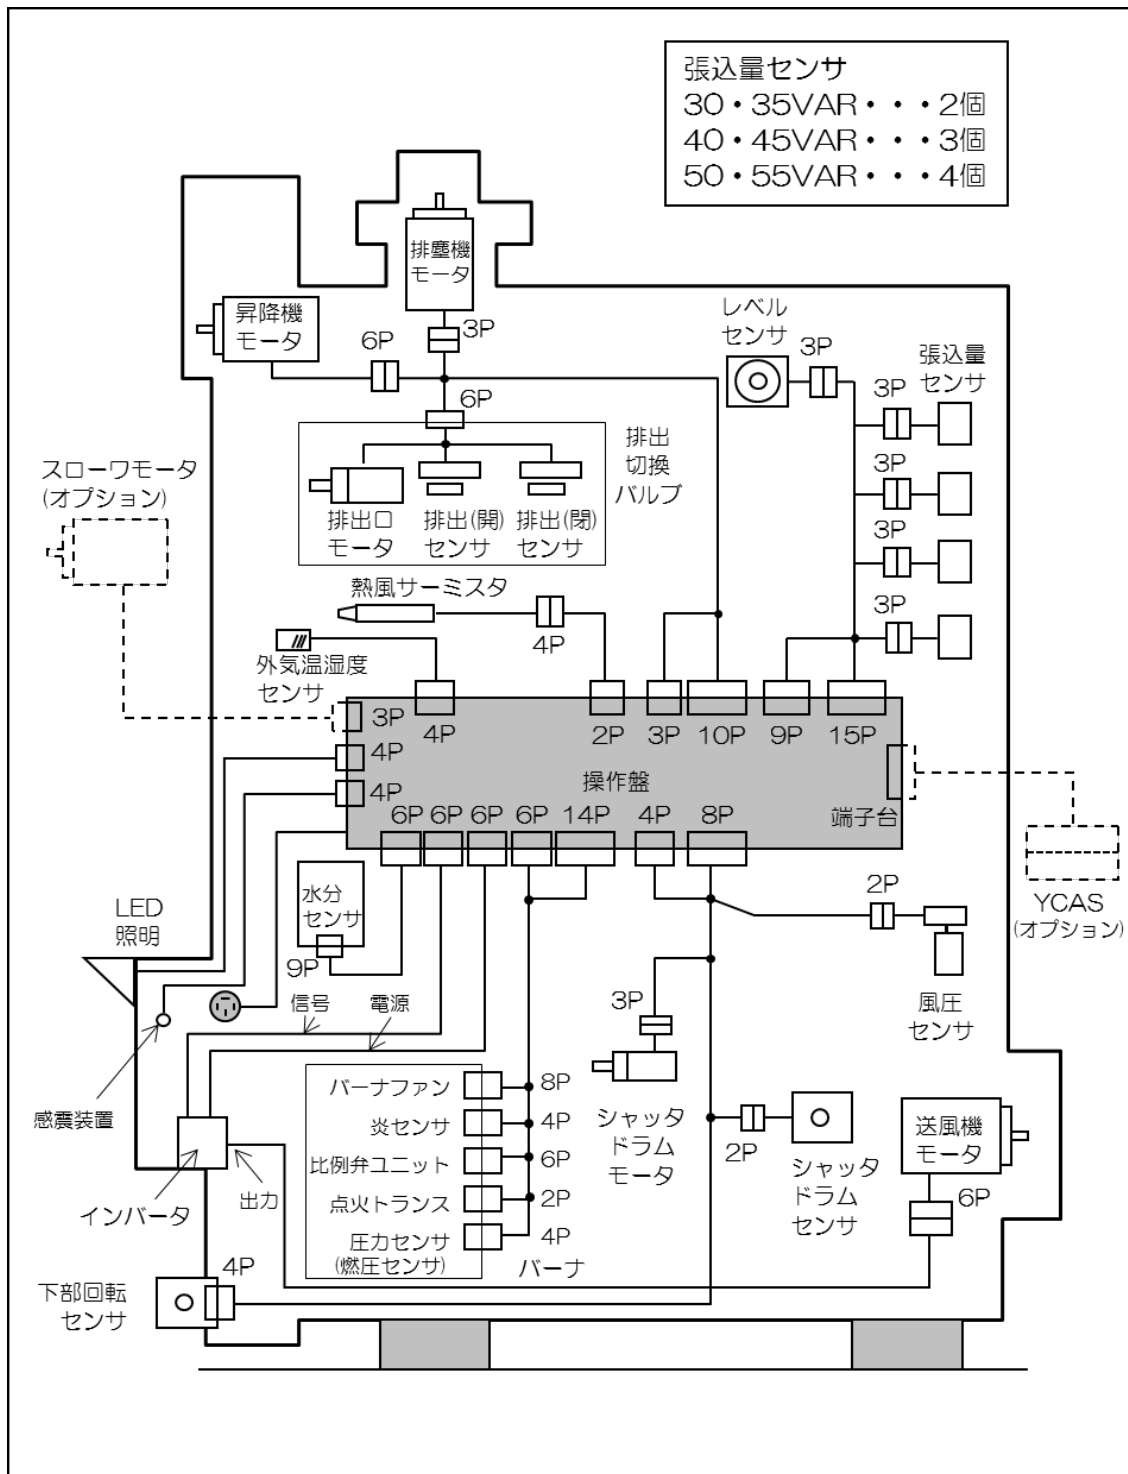 張込量センサ
30・35VAR・・・2個
40・45VAR・・・3個
50・55VAR・・・4個
排塵機
モータ
昇降機
モータ
3P
6P
レベル
センサ
3P
張込量
センサ
3P
6P
排出
切換
バルブ
3P
スローワモータ
(オプション)
排出口
モータ
排出(開)
センサ
排出(閉)
センサ
3P
熱風サーミスタ
4P
3P
外気温湿度
センサ
3P
4P
2P
3P
10P
9P
15P
4P
4P
操作盤
端子台
6P
6P
6P
6P
14P
4P
8P
水分
センサ
9P
2P
YCAS
(オプション)
LED
照明
信号
電源
風圧
センサ
3P
感震装置
バーナファン
8P
炎センサ
4P
比例弁ユニット
6P
点火トランス
2P
圧力センサ
(燃圧センサ)
4P
バーナ
シャッタ
ドラム
モータ
2P
シャッタ
ドラム
センサ
送風機
モータ
6P
インバータ
出力
4P
下部回転
センサ